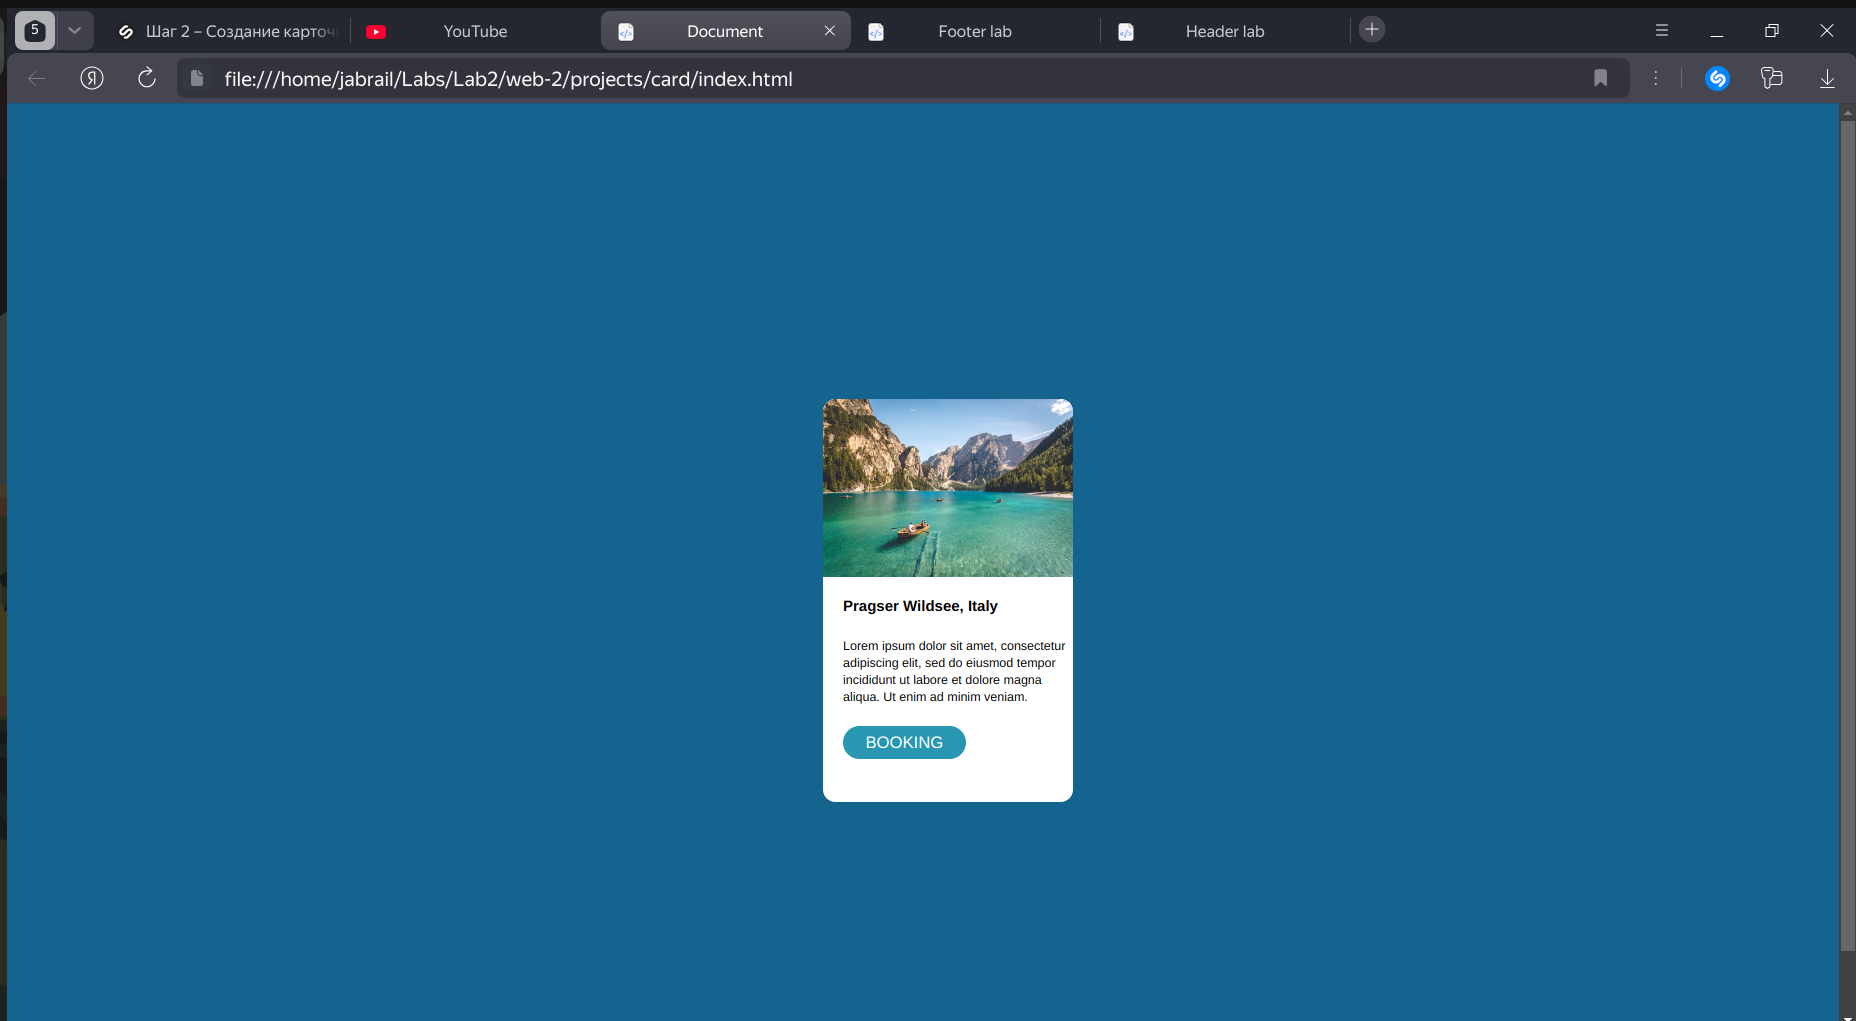 5
Шаг 2 – Создание карточ
YouTube
Document
Footer lab
Header lab
Я
file:///home/jabrail/Labs/Lab2/web-2/projects/card/index.html
Pragser Wildsee, Italy
Lorem ipsum dolor sit amet, consectetur
adipiscing elit, sed do eiusmod tempor
incididunt ut labore et dolore magna
aliqua. Ut enim ad minim veniam.
BOOKING